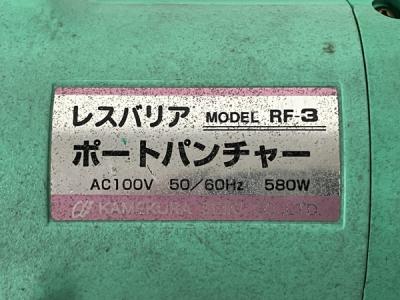 レスバリア MODEL RF-3
ポートパンチャー
AC100V 50/60Hz 580W
KAMEKURA LTD.